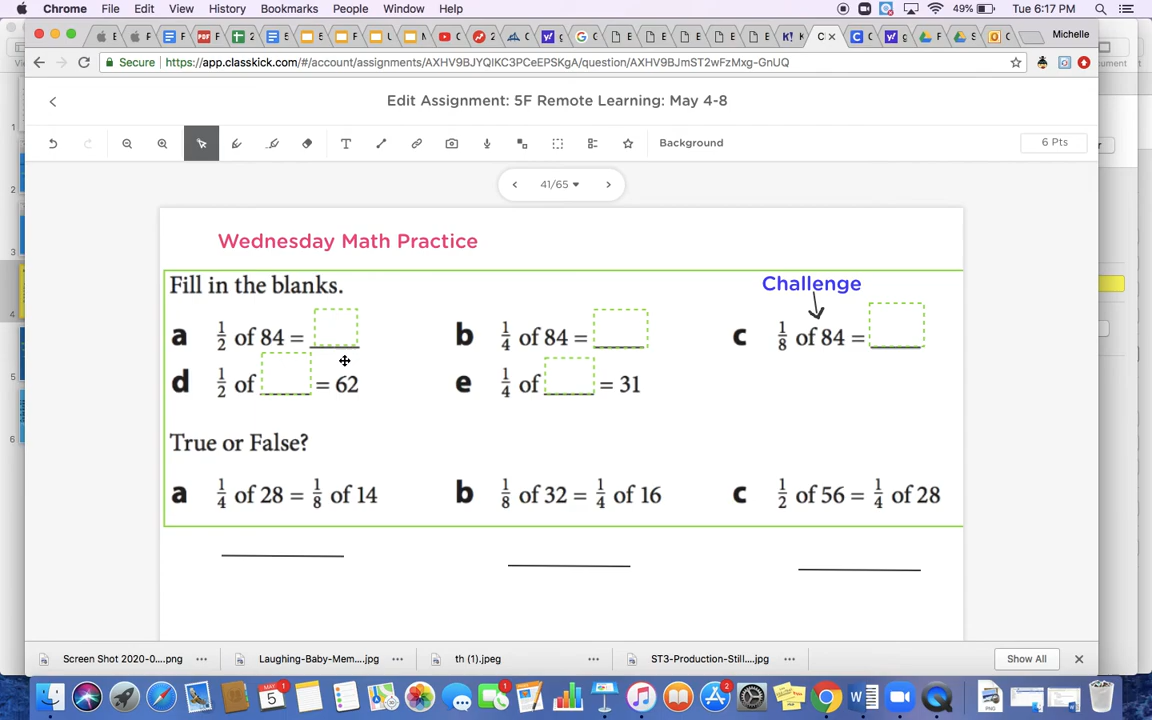 Chrome File Edit View History Bookmarks People Window Help 49% Tue 6:17 PM
Michelle
Secure https://app.classkick.com/#/account/assignments/AXHV9BJYQIKC3PCeEPSKgA/question/AXHV9BJmST2wFzMxg-GnUQ
Edit Assignment: 5F Remote Learning: May 4-8
T Background 6 Pts
41/65
Wednesday Math Practice
Fill in the blanks.
Challenge
a 1/2 of 84 = b 1/4 of 84 = c 1/8 of 84 =
d 1/2 of = 62 e 1/4 of = 31
True or False?
a 1/4 of 28 = 1/8 of 14 b 1/8 of 32 = 1/4 of 16 c 1/2 of 56 = 1/4 of 28
Screen Shot 2020-0....png Laughing-Baby-Mem....jpg th (1).jpeg ST3-Production-Still....jpg Show All